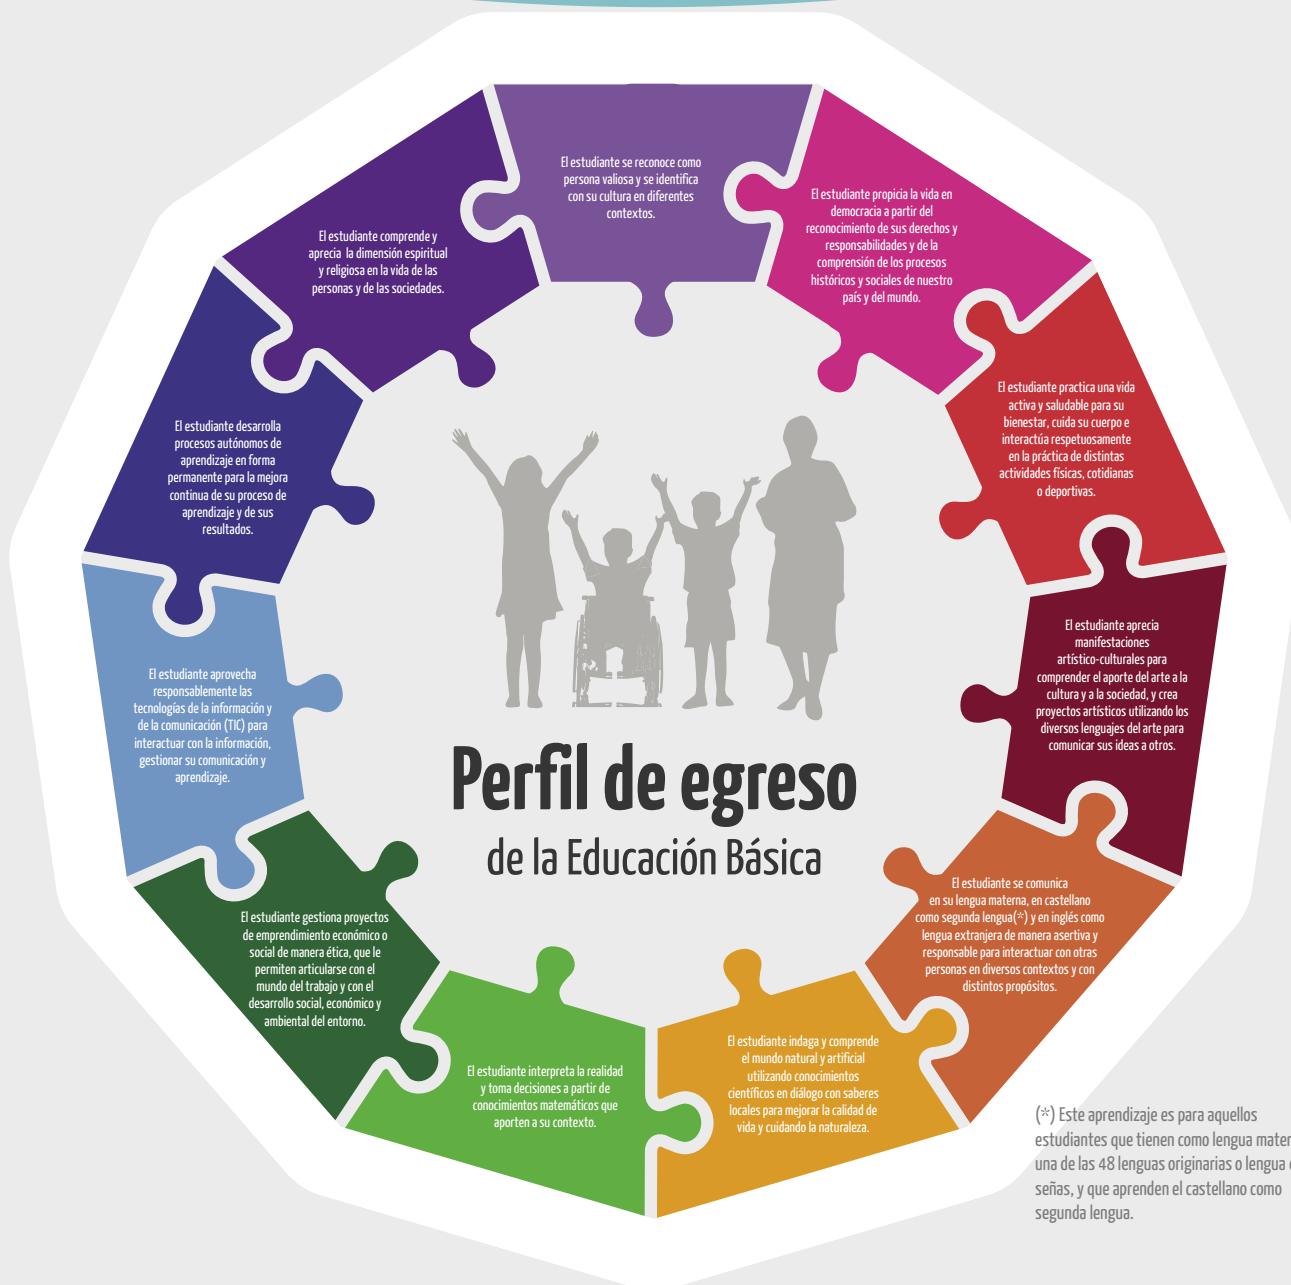 El estudiante se reconoce como
persona valiosa y se identifica
con su cultura en diferentes
contextos.
El estudiante propicia la vida en
democracia a partir del
reconocimiento de sus derechos y
responsabilidades y de la
comprensión de los procesos
históricos y sociales de nuestro
país y del mundo.
El estudiante practica una vida
activa y saludable para su
bienestar, cuida su cuerpo e
interactúa respetuosamente
en la práctica de distintas
actividades físicas, cotidianas
o deportivas.
El estudiante aprecia
manifestaciones
artístico-culturales para
comprender el aporte del arte a la
cultura y a la sociedad, y crea
proyectos artísticos utilizando los
diversos lenguajes del arte para
comunicar sus ideas a otros.
El estudiante se comunica
en su lengua materna, en castellano
como segunda lengua(*) y en inglés como
lengua extranjera de manera asertiva y
responsable para interactuar con otras
personas en diversos contextos y con
distintos propósitos.
El estudiante indaga y comprende
el mundo natural y artificial
utilizando conocimientos
científicos en diálogo con saberes
locales para mejorar la calidad de
vida y cuidando la naturaleza.
El estudiante interpreta la realidad
y toma decisiones a partir de
conocimientos matemáticos que
aporten a su contexto.
El estudiante gestiona proyectos
de emprendimiento económico o
social de manera ética, que le
permiten articularse con el
mundo del trabajo y con el
desarrollo social, económico y
ambiental del entorno.
El estudiante aprovecha
responsablemente las
tecnologías de la información y
de la comunicación (TIC) para
interactuar con la información,
gestionar su comunicación y
aprendizaje.
El estudiante desarrolla
procesos autónomos de
aprendizaje en forma
permanente para la mejora
continua de su proceso de
aprendizaje y de sus
resultados.
El estudiante comprende y
aprecia la dimensión espiritual
y religiosa en la vida de las
personas y de las sociedades.
Perfil de egreso
de la Educación Básica
(*) Este aprendizaje es para aquellos
estudiantes que tienen como lengua mater
una de las 48 lenguas originarias o lengua
señas, y que aprenden el castellano como
segunda lengua.